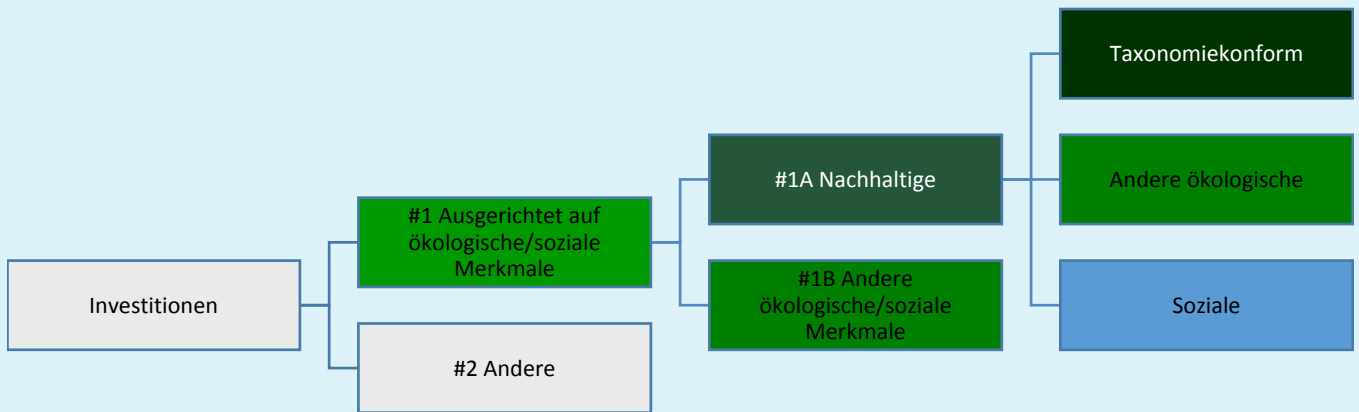 Investitionen
#1 Ausgerichtet auf
ökologische/soziale
Merkmale
#2 Andere
#1A Nachhaltige
#1B Andere
ökologische/soziale
Merkmale
Taxonomiekonform
Andere ökologische
Soziale